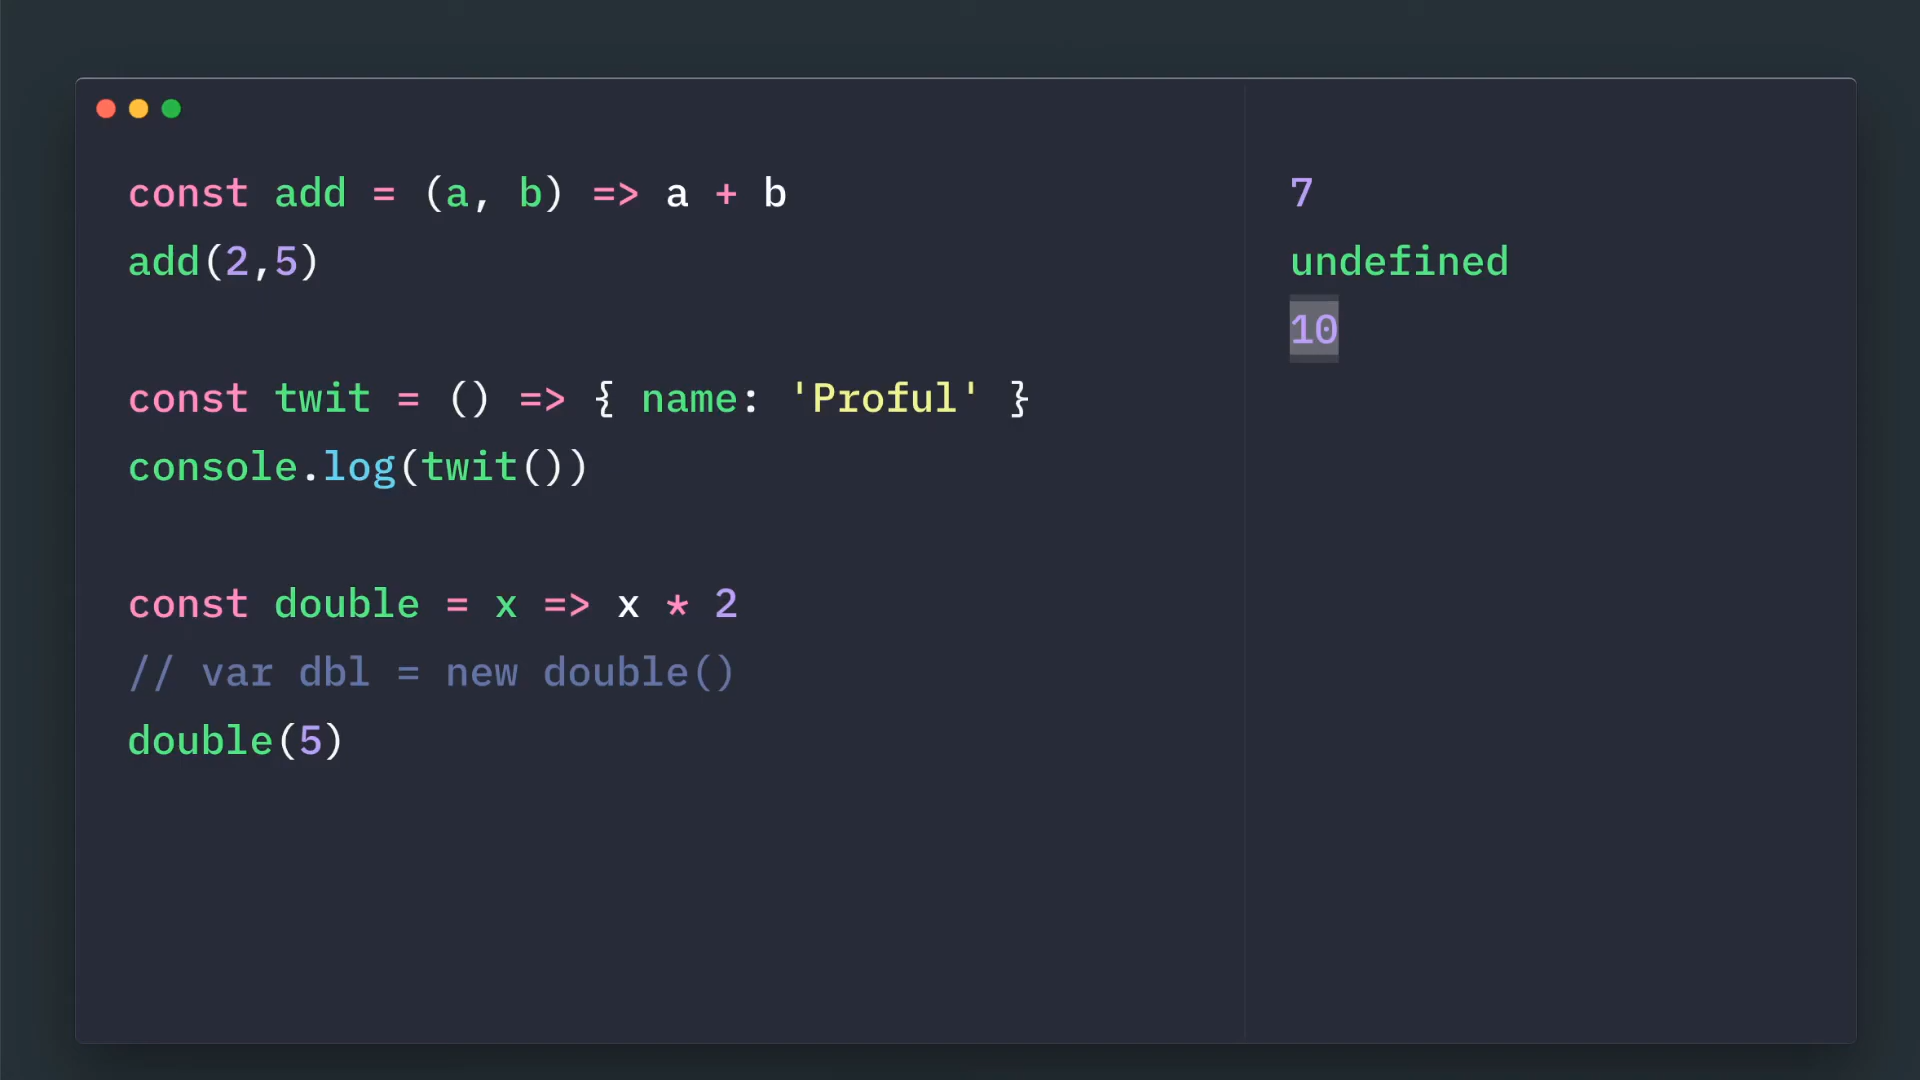 const add = (a, b) => a + b
add(2,5)
const twit = () => { name: 'Proful' }
console.log(twit())
const double = x => x * 2
// var dbl = new double()
double(5)
7
undefined
10